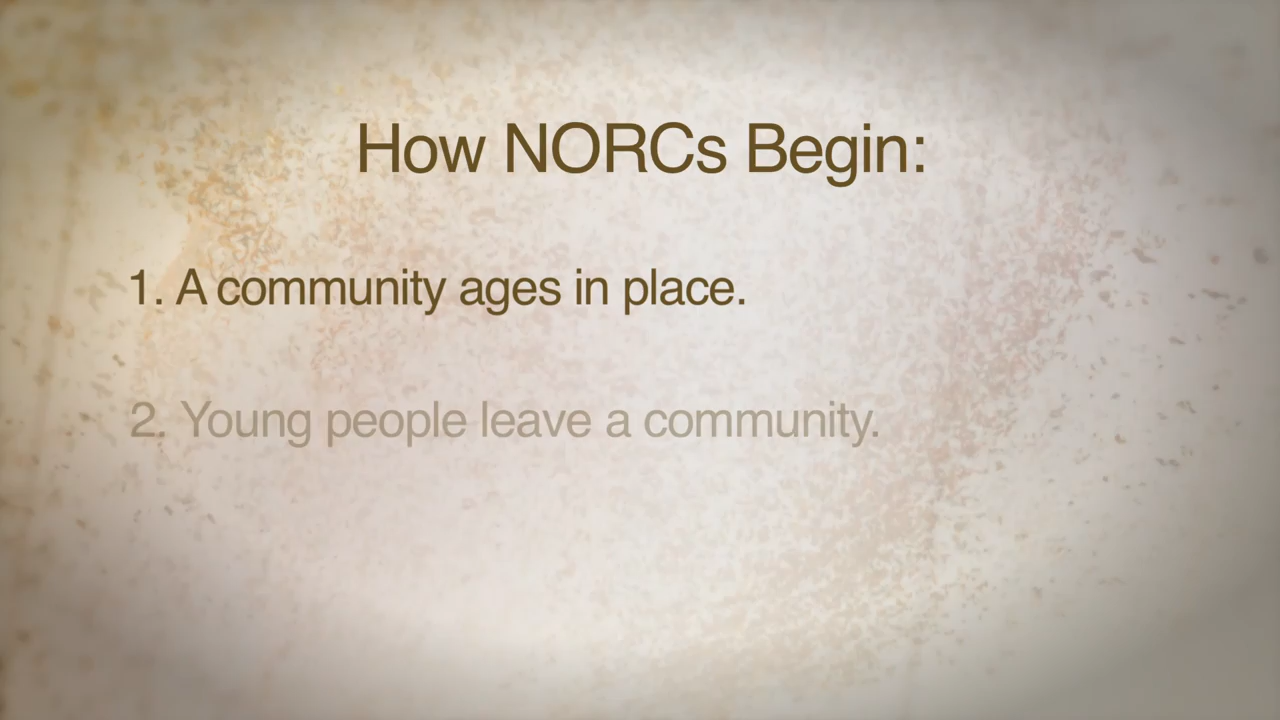 How NORCs Begin:
1. A community ages in place.
2. Young people leave a community.